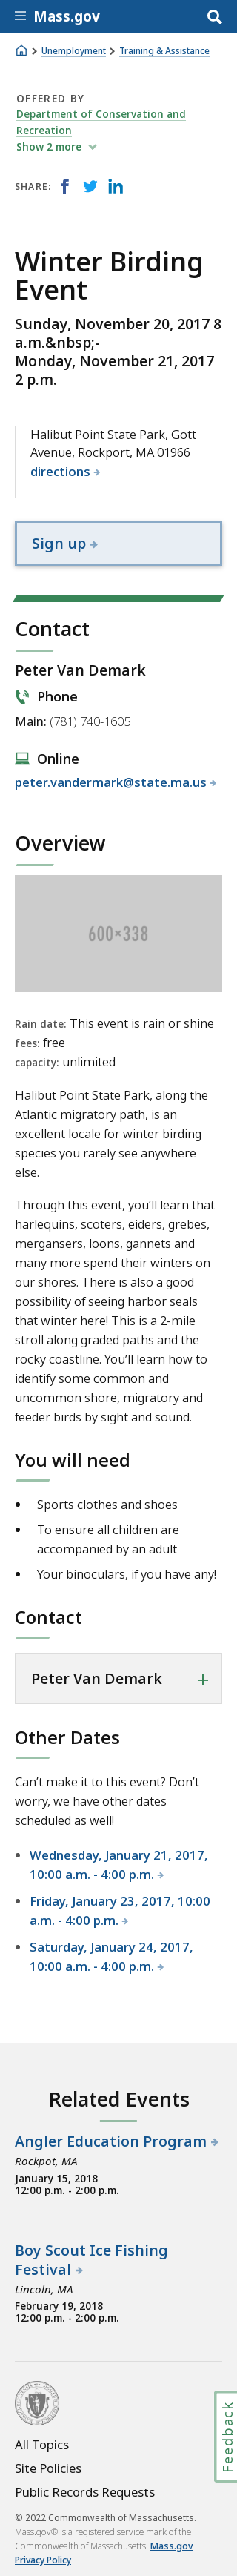 Mass.gov
Unemployment
Training & Assistance
OFFERED BY
Department of Conservation and
Recreation
Show 2 more
SHARE:
Winter Birding
Event
Sunday, November 20, 2017 8
a.m.&nbsp;-
Monday, November 21, 2017
2 p.m.
Halibut Point State Park, Gott
Avenue, Rockport, MA 01966
directions
Sign up
Contact
Peter Van Demark
Phone
Main: (781) 740-1605
Online
peter.vandermark@state.ma.us
Overview
600×338
Rain date: This event is rain or shine
fees: free
capacity: unlimited
Halibut Point State Park, along the
Atlantic migratory path, is an
excellent locale for winter birding
species you rarely see anywhere
else.
Through this event, you’ll learn that
harlequins, scoters, eiders, grebes,
mergansers, loons, gannets and
many more spend their winters on
our shores. There is also a good
possibility of seeing harbor seals
that winter here! This is a 2-mile
stroll along graded paths and the
rocky coastline. You’ll learn how to
identify some common and
uncommon shore, migratory and
feeder birds by sight and sound.
You will need
Sports clothes and shoes
To ensure all children are
accompanied by an adult
Your binoculars, if you have any!
Contact
Peter Van Demark +
Other Dates
Can’t make it to this event? Don’t
worry, we have other dates
scheduled as well!
Wednesday, January 21, 2017,
10:00 a.m. - 4:00 p.m.
Friday, January 23, 2017, 10:00
a.m. - 4:00 p.m.
Saturday, January 24, 2017,
10:00 a.m. - 4:00 p.m.
Related Events
Angler Education Program
Rockport, MA
January 15, 2018
12:00 p.m. - 2:00 p.m.
Boy Scout Ice Fishing
Festival
Lincoln, MA
February 19, 2018
12:00 p.m. - 2:00 p.m.
Feedback
All Topics
Site Policies
Public Records Requests
© 2022 Commonwealth of Massachusetts.
Mass.gov® is a registered service mark of the
Commonwealth of Massachusetts. Mass.gov
Privacy Policy